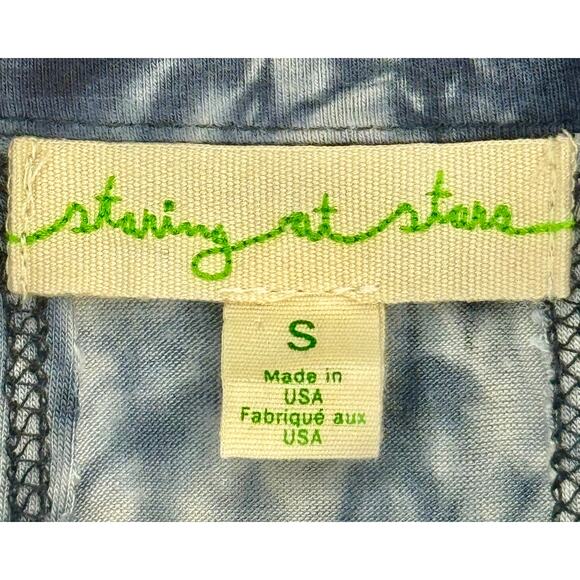 staring at stars
S
Made in
USA
Fabriqué aux
USA